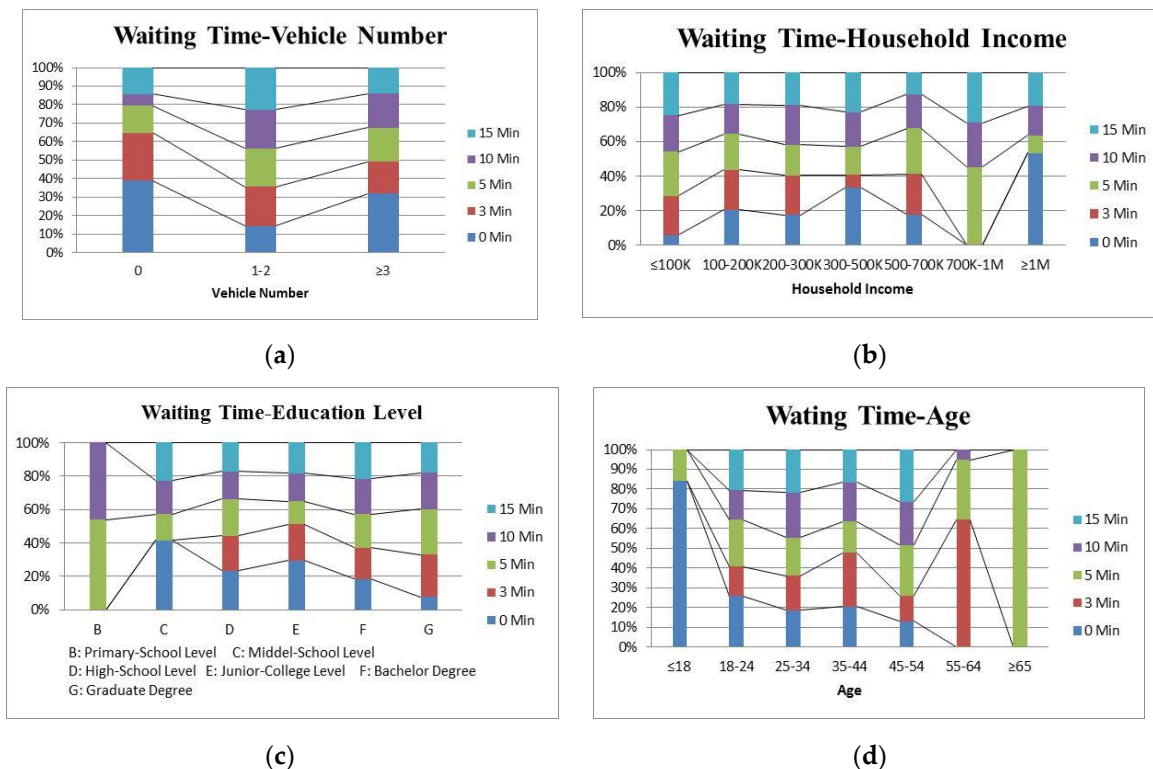 Waiting Time-Vehicle Number
100%
90%
80%
70%
60%
50%
40%
30%
20%
10%
0%
15 Min
10 Min
5 Min
3 Min
0 Min
0 1-2 ≥3
Vehicle Number
(a)
Waiting Time-Household Income
100%
80%
60%
40%
20%
0%
15 Min
10 Min
5 Min
3 Min
0 Min
≤100K 100-200K 200-300K 300-500K 500-700K 700K-1M ≥1M
Household Income
(b)
Waiting Time-Education Level
100%
80%
60%
40%
20%
0%
15 Min
10 Min
5 Min
3 Min
0 Min
B C D E F G
B: Primary-School Level C: Middel-School Level
D: High-School Level E: Junior-College Level F: Bachelor Degree
G: Graduate Degree
(c)
Wating Time-Age
100%
90%
80%
70%
60%
50%
40%
30%
20%
10%
0%
15 Min
10 Min
5 Min
3 Min
0 Min
≤18 18-24 25-34 35-44 45-54 55-64 ≥65
Age
(d)